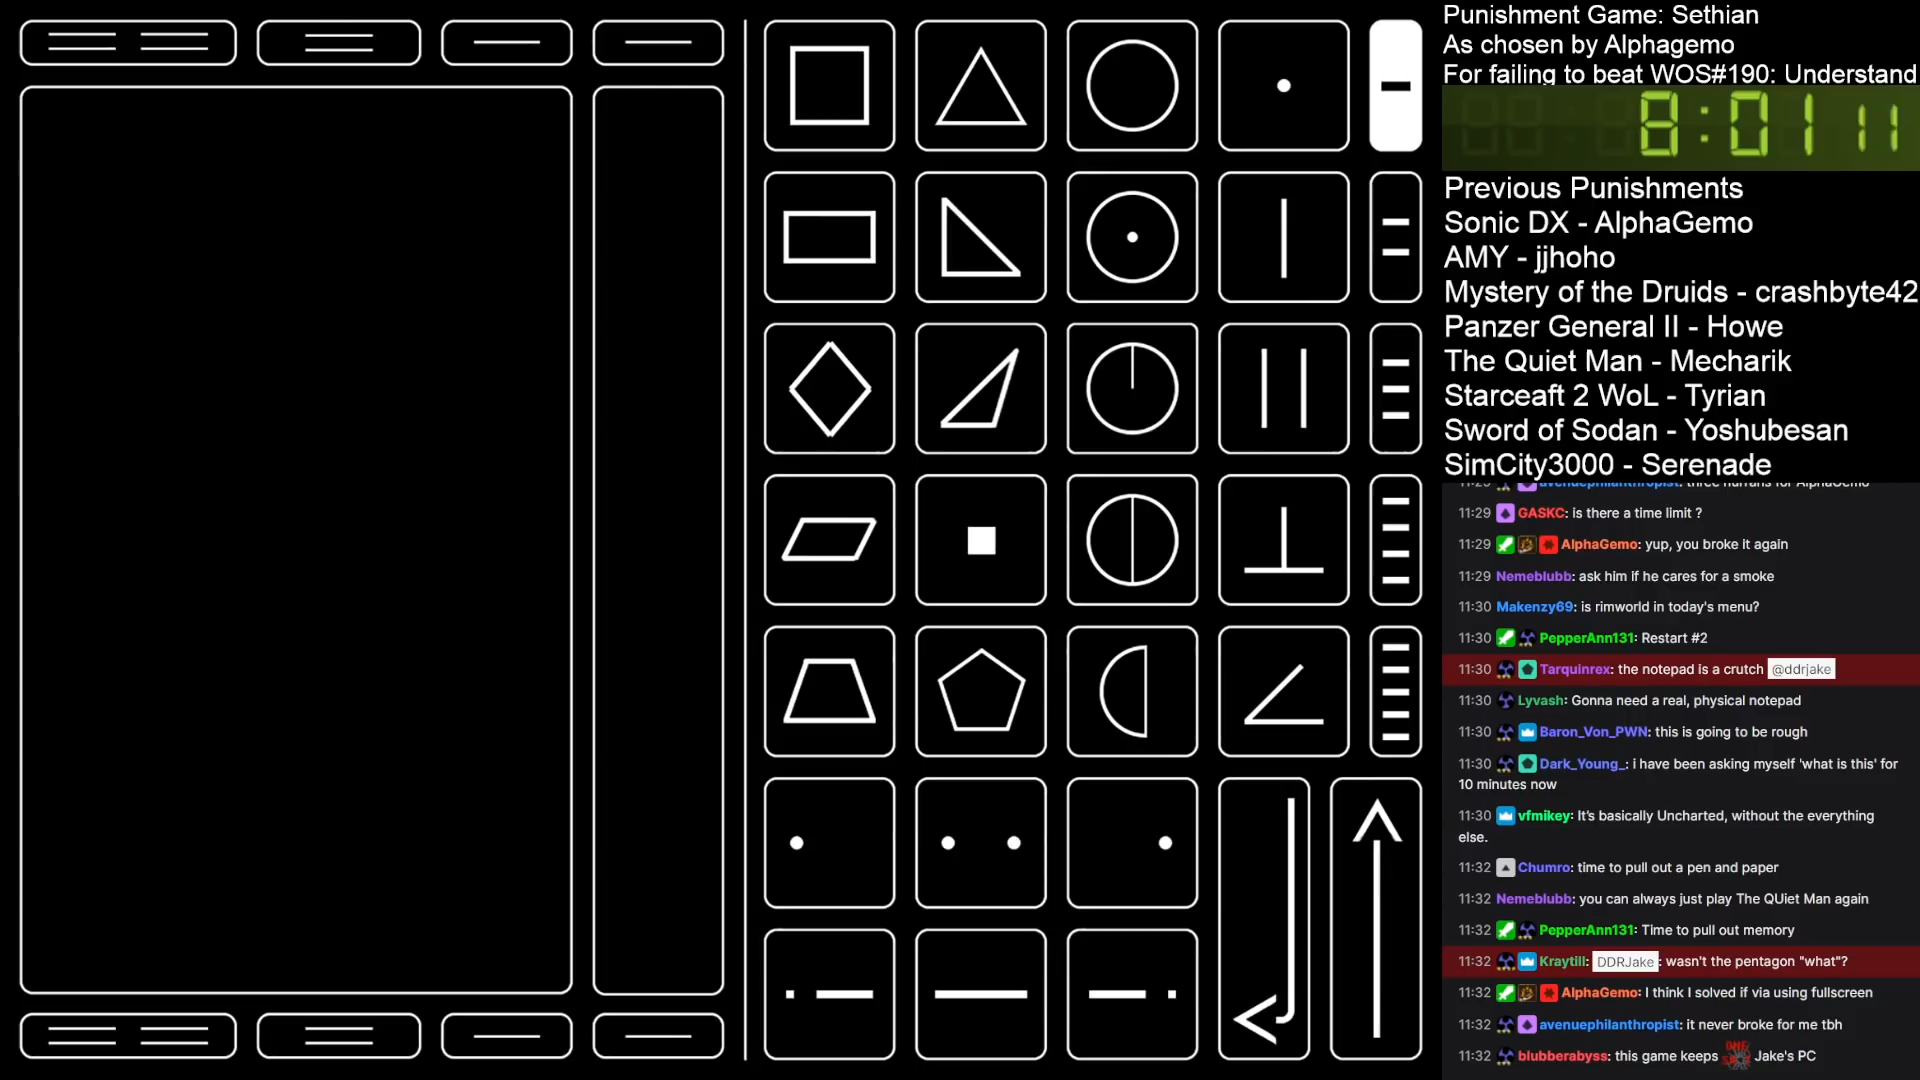 Punishment Game: Sethian
As chosen by Alphagemo
For failing to beat WOS#190: Understand
8:01 11
Previous Punishments
Sonic DX - AlphaGemo
AMY - jjhoho
Mystery of the Druids - crashbyte42
Panzer General II - Howe
The Quiet Man - Mecharik
Starceaft 2 WoL - Tyrian
Sword of Sodan - Yoshubesan
SimCity3000 - Serenade
11:29 avenuephilanthropist: three hurrahs for AlphaGemo
11:29 GASKC: is there a time limit ?
11:29 AlphaGemo: yup, you broke it again
11:29 Nemeblubb: ask him if he cares for a smoke
11:30 Makenzy69: is rimworld in today's menu?
11:30 PepperAnn131: Restart #2
11:30 Tarquinrex: the notepad is a crutch @ddrjake
11:30 Lyvash: Gonna need a real, physical notepad
11:30 Baron_Von_PWN: this is going to be rough
11:30 Dark_Young_: i have been asking myself 'what is this' for
10 minutes now
11:30 vfmikey: It's basically Uncharted, without the everything
else.
11:32 Chumro: time to pull out a pen and paper
11:32 Nemeblubb: you can always just play The QUiet Man again
11:32 PepperAnn131: Time to pull out memory
11:32 Kraytill: DDRJake: wasn't the pentagon "what"?
11:32 AlphaGemo: I think I solved if via using fullscreen
11:32 avenuephilanthropist: it never broke for me tbh
11:32 blubberabyss: this game keeps Jake's PC